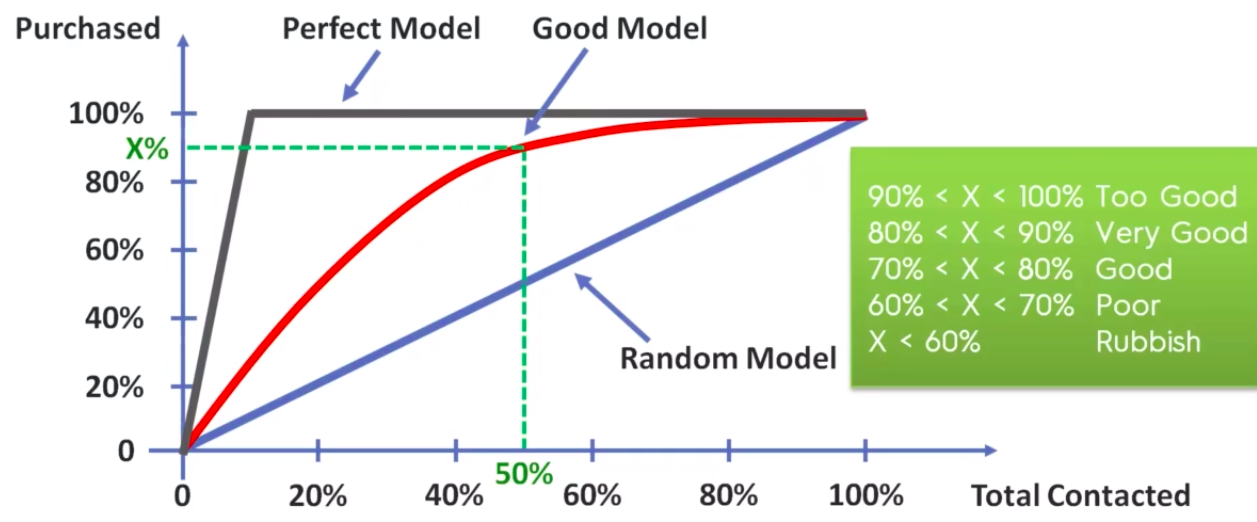 Purchased
Perfect Model
Good Model
100%
X%
80%
60%
40%
20%
0
90% < X < 100% Too Good
80% < X < 90% Very Good
70% < X < 80% Good
60% < X < 70% Poor
X < 60% Rubbish
Random Model
50%
0 20% 40% 60% 80% 100% Total Contacted